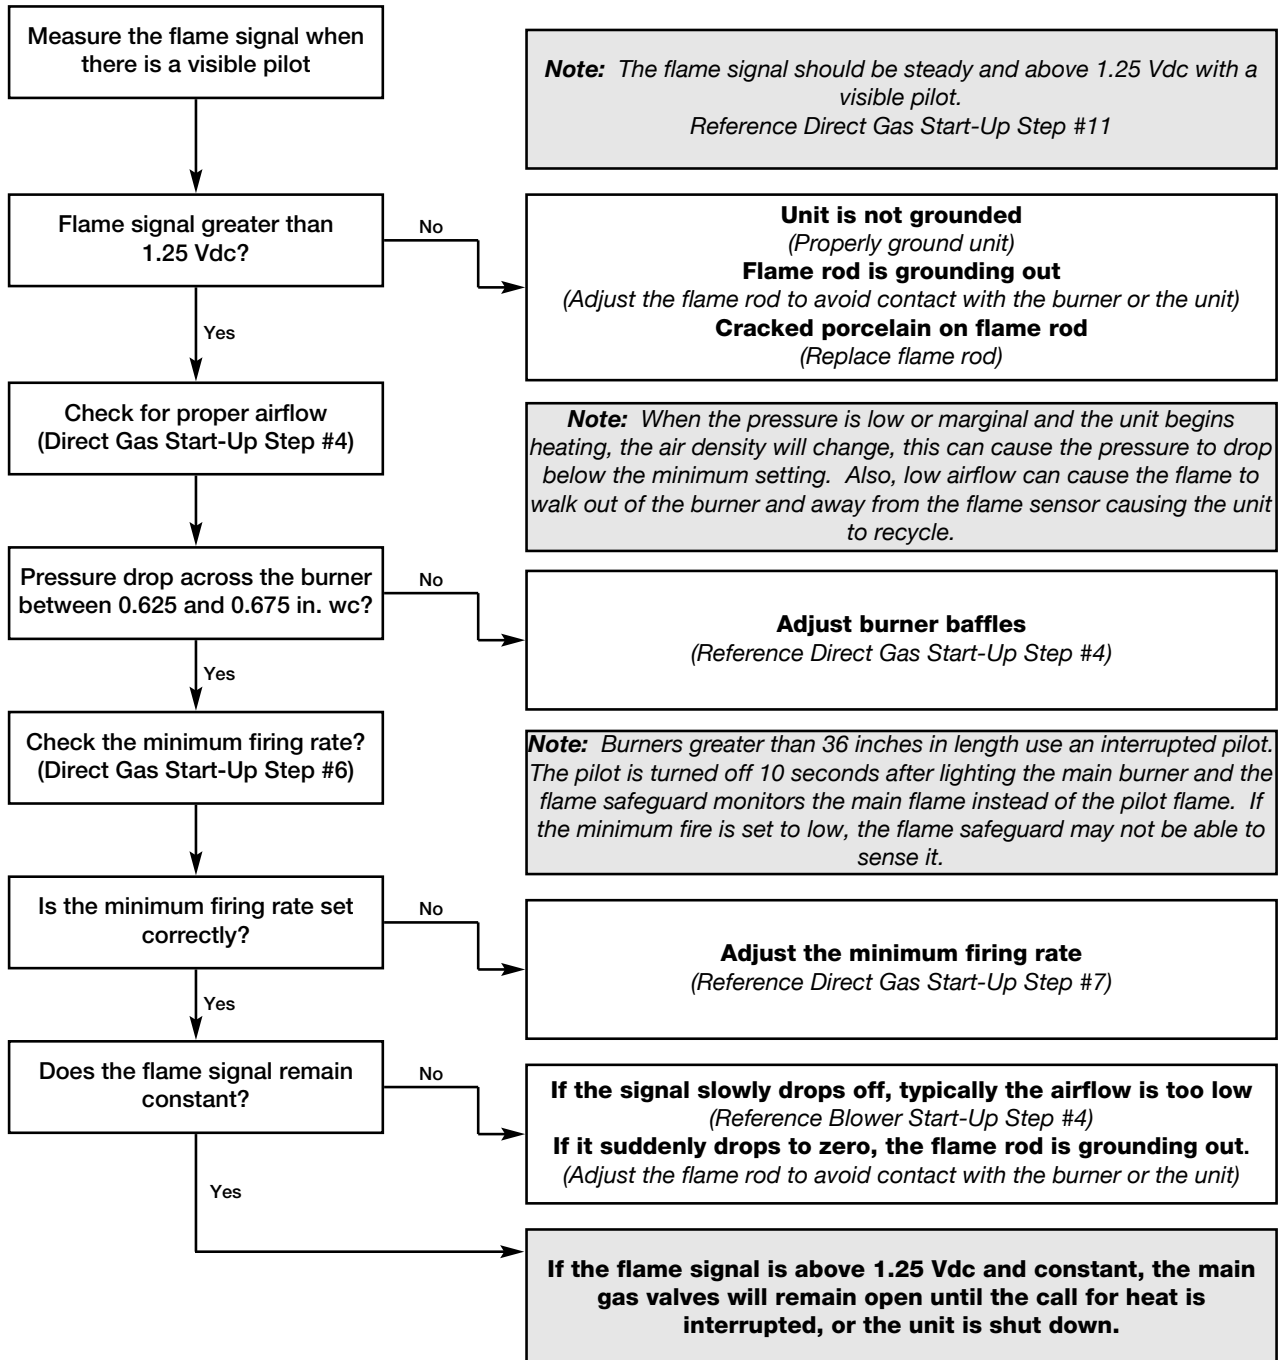 Measure the flame signal when
there is a visible pilot
Note:  The flame signal should be steady and above 1.25 Vdc with a
visible pilot.
Reference Direct Gas Start-Up Step #11
Flame signal greater than
1.25 Vdc?
No
Unit is not grounded
(Properly ground unit)
Flame rod is grounding out
(Adjust the flame rod to avoid contact with the burner or the unit)
Cracked porcelain on flame rod
(Replace flame rod)
Yes
Check for proper airflow
(Direct Gas Start-Up Step #4)
Note:  When the pressure is low or marginal and the unit begins
heating, the air density will change, this can cause the pressure to drop
below the minimum setting.  Also, low airflow can cause the flame to
walk out of the burner and away from the flame sensor causing the unit
to recycle.
Pressure drop across the burner
between 0.625 and 0.675 in. wc?
No
Adjust burner baffles
(Reference Direct Gas Start-Up Step #4)
Yes
Check the minimum firing rate?
(Direct Gas Start-Up Step #6)
Note:  Burners greater than 36 inches in length use an interrupted pilot.
The pilot is turned off 10 seconds after lighting the main burner and the
flame safeguard monitors the main flame instead of the pilot flame.  If
the minimum fire is set to low, the flame safeguard may not be able to
sense it.
Is the minimum firing rate set
correctly?
No
Adjust the minimum firing rate
(Reference Direct Gas Start-Up Step #7)
Yes
Does the flame signal remain
constant?
No
If the signal slowly drops off, typically the airflow is too low
(Reference Blower Start-Up Step #4)
If it suddenly drops to zero, the flame rod is grounding out.
(Adjust the flame rod to avoid contact with the burner or the unit)
Yes
If the flame signal is above 1.25 Vdc and constant, the main
gas valves will remain open until the call for heat is
interrupted, or the unit is shut down.